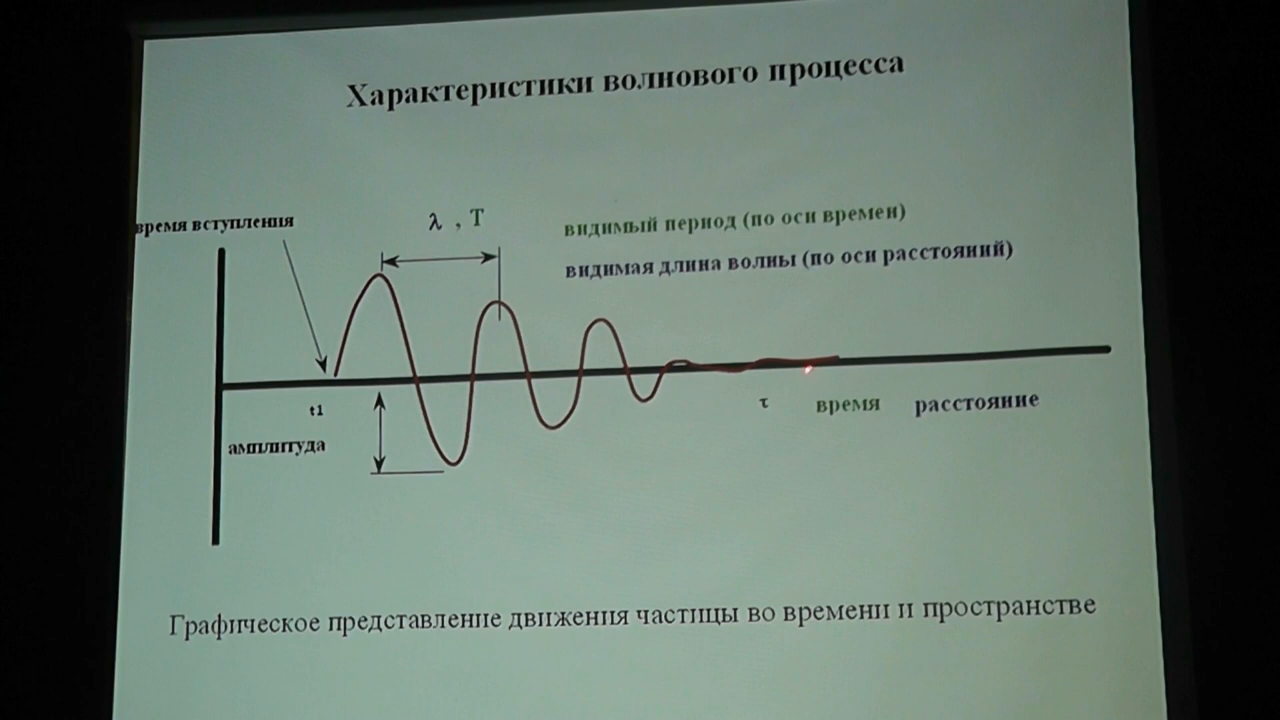 Характеристики волнового процесса
время вступления
λ , T
видимый период (по оси времен)
видимая длина волны (по оси расстояний)
t1
амплитуда
τ время расстояние
Графическое представление движения частицы во времени и пространстве